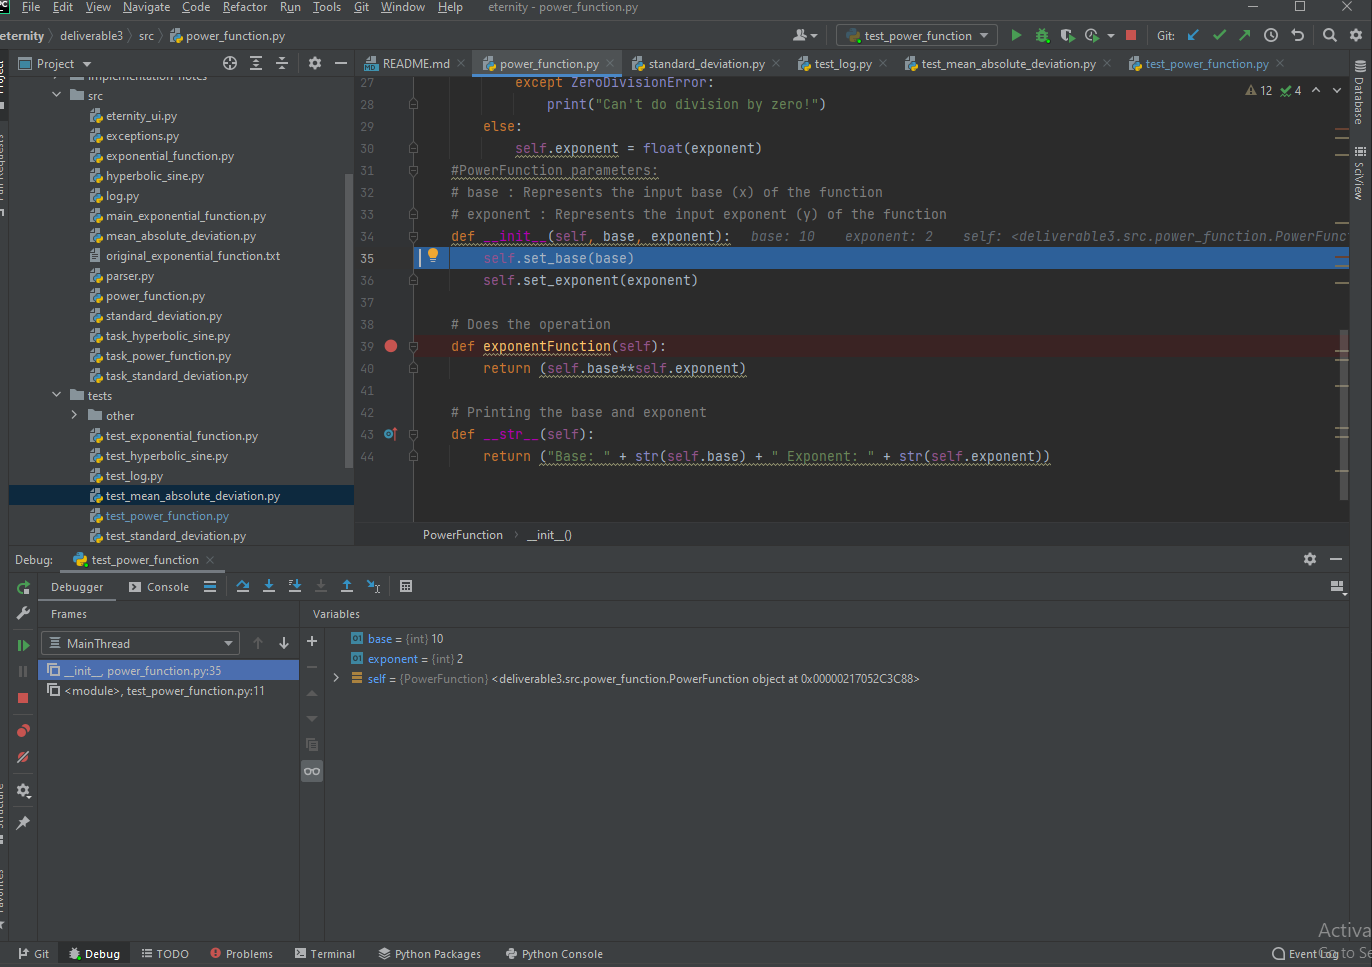 PC File Edit View Navigate Code Refactor Run Tools Git Window Help eternity - power_function.py
eternity deliverable3 src power_function.py test_power_function Git:
Project README.md power_function.py standard_deviation.py test_log.py test_mean_absolute_deviation.py test_power_function.py
implementation notes
src
eternity_ui.py
exceptions.py
exponential_function.py
hyperbolic_sine.py
log.py
main_exponential_function.py
mean_absolute_deviation.py
original_exponential_function.txt
parser.py
power_function.py
standard_deviation.py
task_hyperbolic_sine.py
task_power_function.py
task_standard_deviation.py
tests
other
test_exponential_function.py
test_hyperbolic_sine.py
test_log.py
test_mean_absolute_deviation.py
test_power_function.py
test_standard_deviation.py
12 4
27 except ZeroDivisionError:
28 print("Can't do division by zero!")
29 else:
30 self.exponent = float(exponent)
31 #PowerFunction parameters:
32 # base : Represents the input base (x) of the function
33 # exponent : Represents the input exponent (y) of the function
34 def __init__(self, base, exponent): base: 10 exponent: 2 self: <deliverable3.src.power_function.PowerFunc
35 self.set_base(base)
36 self.set_exponent(exponent)
37
38 # Does the operation
39 def exponentFunction(self):
40 return (self.base**self.exponent)
41
42 # Printing the base and exponent
43 def __str__(self):
44 return ("Base: " + str(self.base) + " Exponent: " + str(self.exponent))
PowerFunction __init__()
Database
SciView
Debug: test_power_function
Debugger Console
Frames Variables
MainThread
__init__, power_function.py:35
<module>, test_power_function.py:11
base = {int} 10
exponent = {int} 2
self = {PowerFunction} <deliverable3.src.power_function.PowerFunction object at 0x00000217052C3C88>
Activa
Git Debug TODO Problems Terminal Python Packages Python Console Event Log